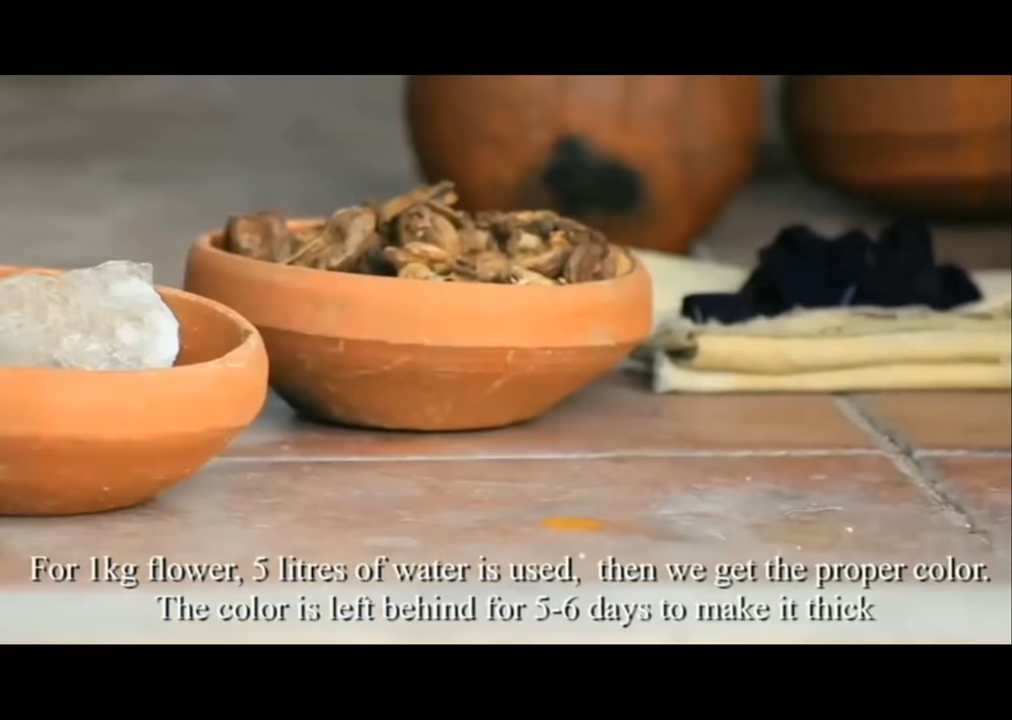 For 1kg flower, 5 litres of water is used, then we get the proper color.
The color is left behind for 5-6 days to make it thick